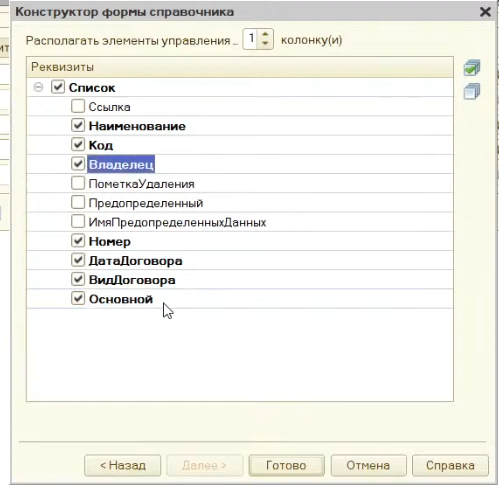 Конструктор формы справочника
Располагать элементы управления .. 1 колонку(и)
Реквизиты
Список
Ссылка
Наименование
Код
Владелец
ПометкаУдаления
Предопределенный
ИмяПредопределенныхДанных
Номер
ДатаДоговора
ВидДоговора
Основной
< Назад Далее > Готово Отмена Справка